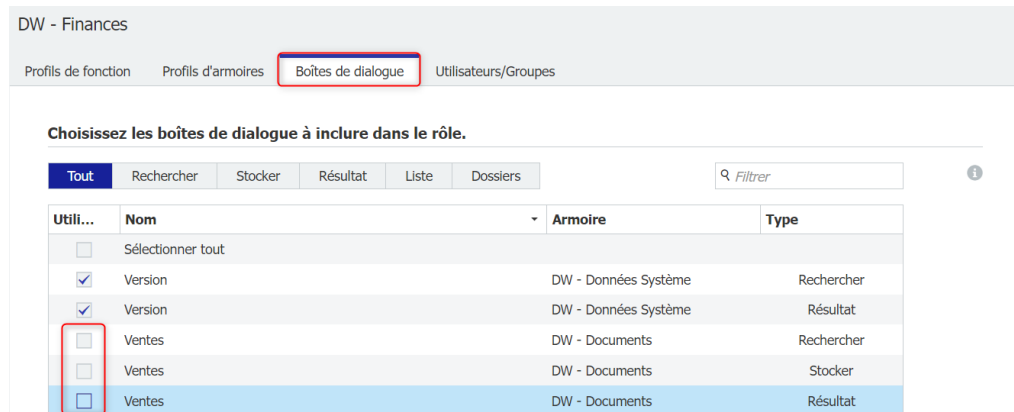 DW - Finances
Profils de fonction Profils d'armoires Boîtes de dialogue Utilisateurs/Groupes
Choisissez les boîtes de dialogue à inclure dans le rôle.
Tout Rechercher Stocker Résultat Liste Dossiers Filtrer
Utili... Nom Armoire Type
Sélectionner tout
Version DW - Données Système Rechercher
Version DW - Données Système Résultat
Ventes DW - Documents Rechercher
Ventes DW - Documents Stocker
Ventes DW - Documents Résultat